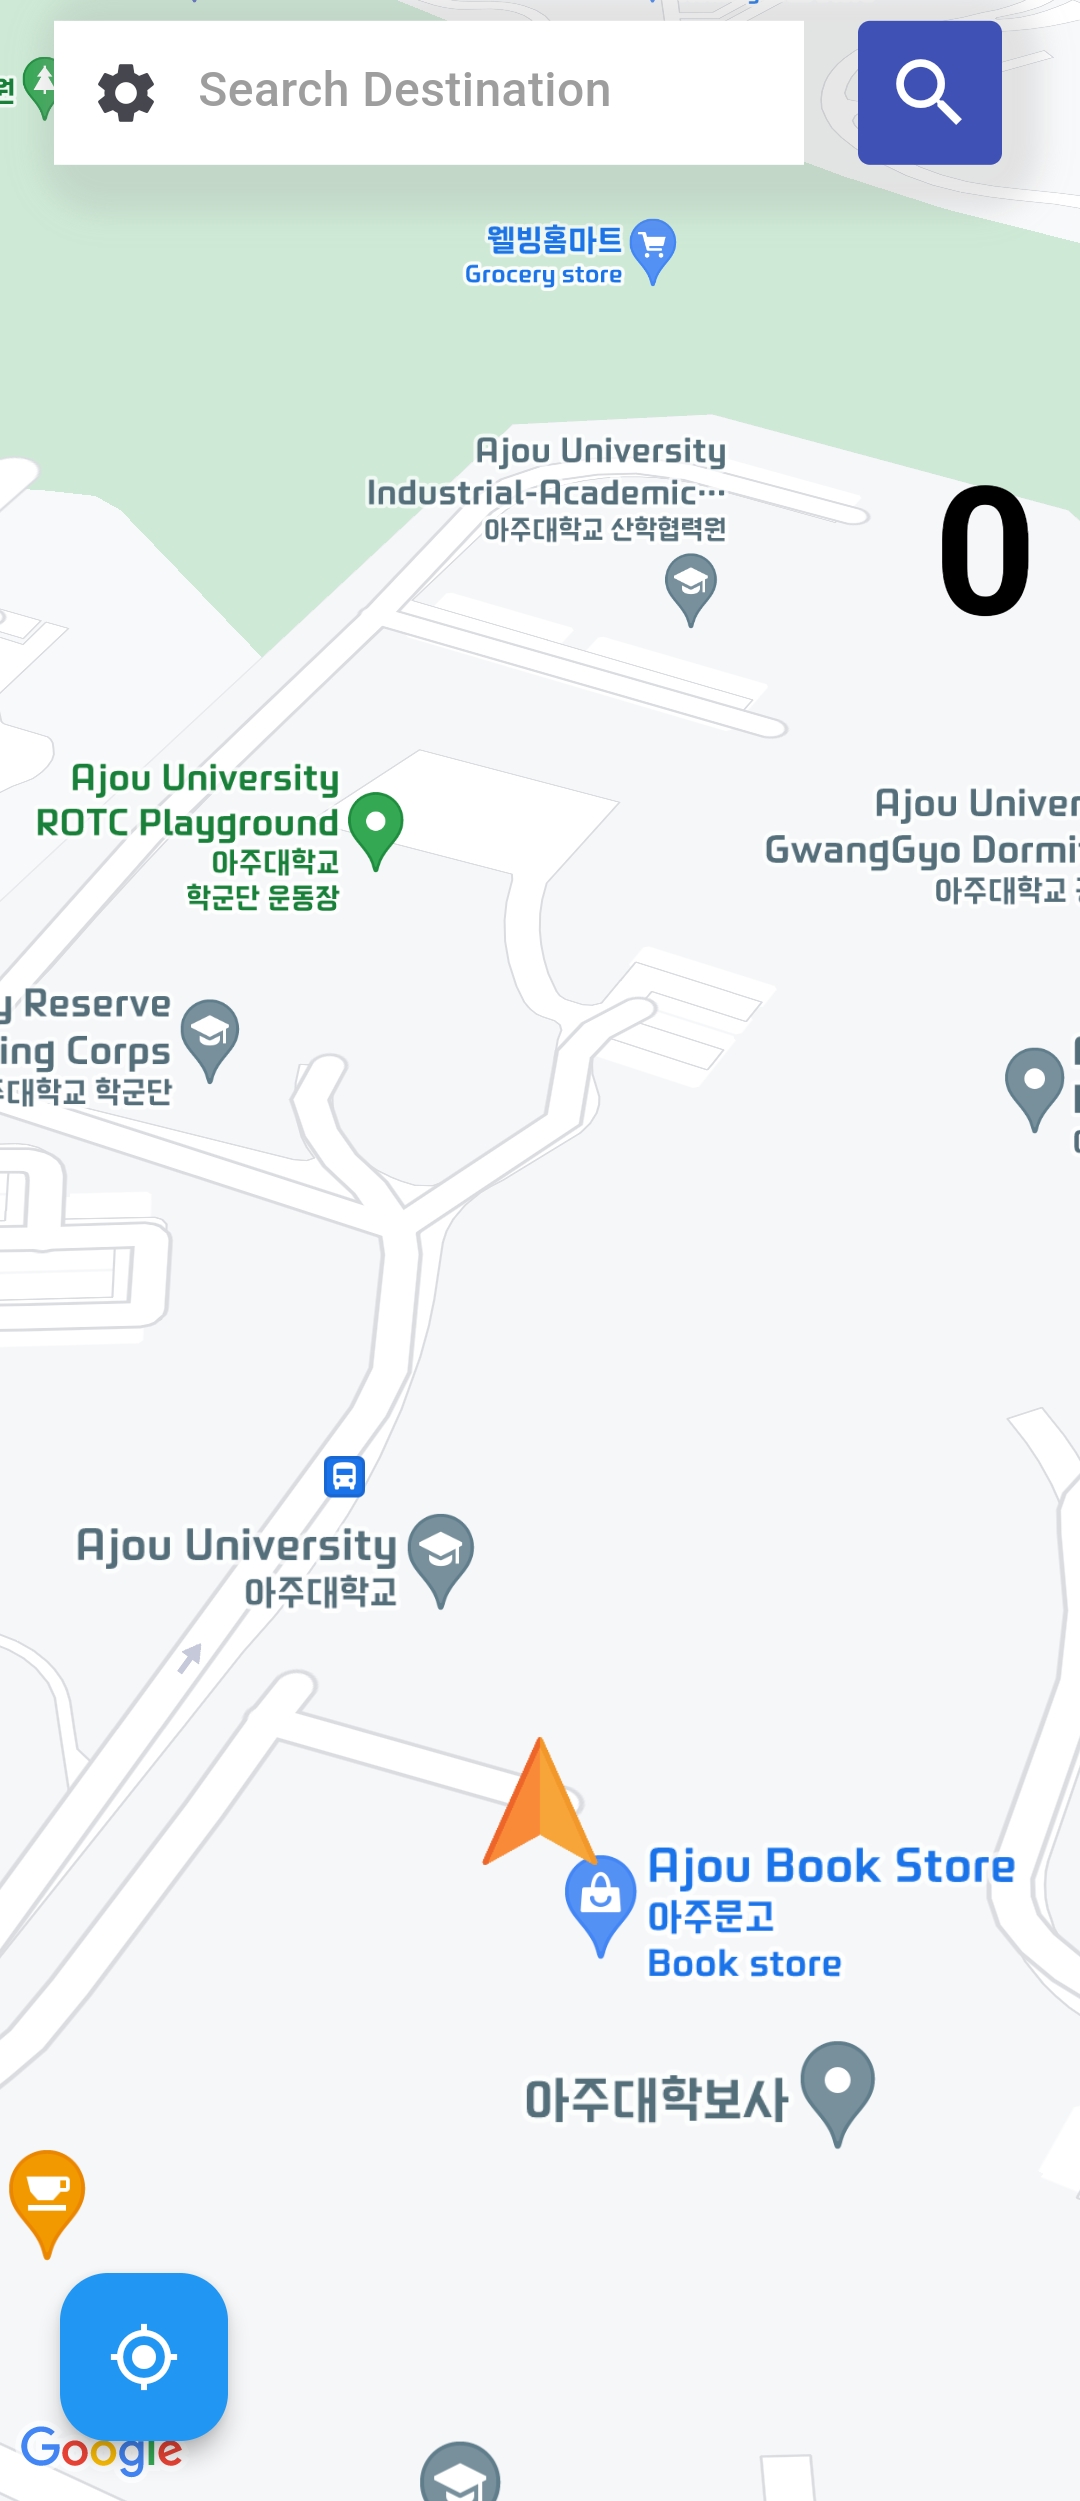 Search Destination
원
웰빙홈마트
Grocery store
Ajou University
Industrial-Academic...
아주대학교 산학협력원
0
Ajou University
ROTC Playground
아주대학교
학군단 운동장
Ajou Univer
GwangGyo Dormi
아주대학교
y Reserve
ing Corps
대학교 학군단
Ajou University
아주대학교
Ajou Book Store
아주문고
Book store
아주대학보사
Google